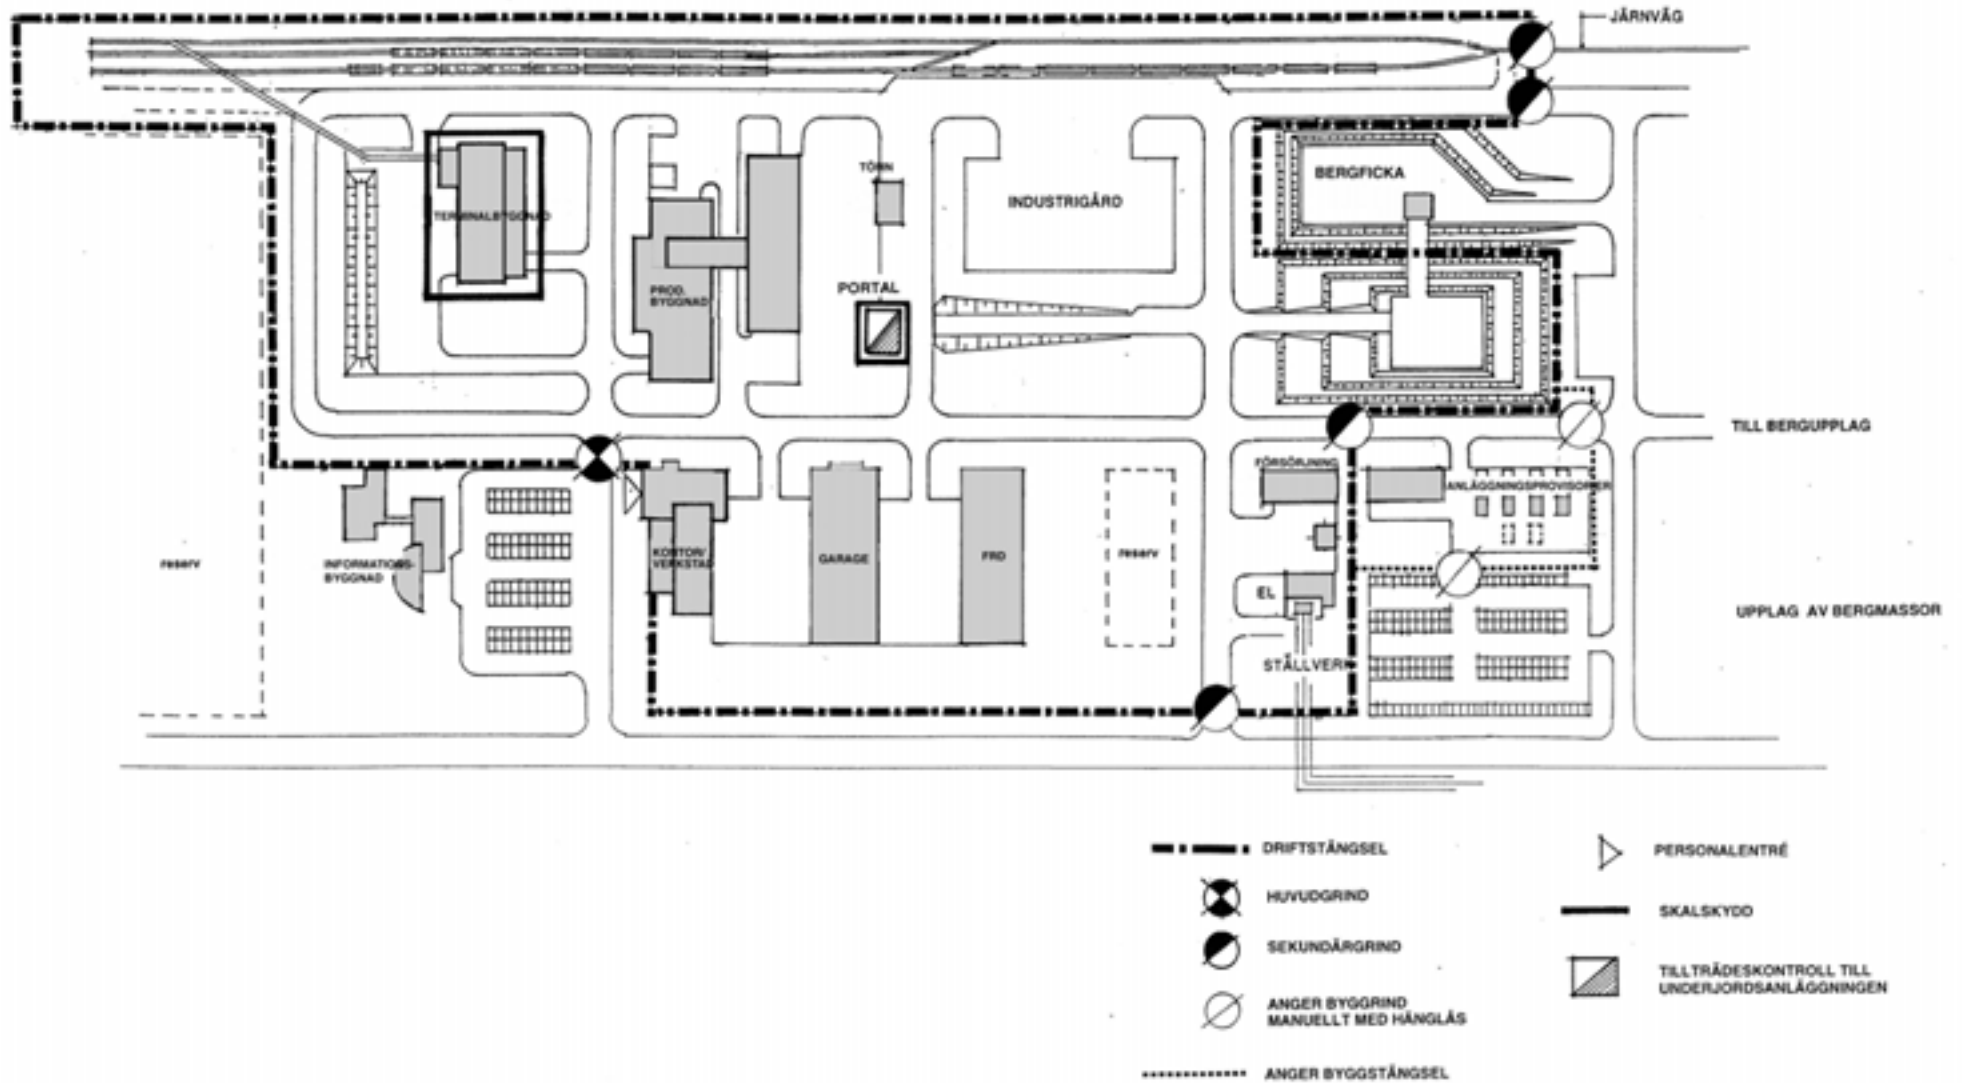 JÄRNVÄG
TÖRN
BERGFICKA
INDUSTRIGÅRD
TERMINALBYGGNAD
PROD.
BYGGNAD
PORTAL
TILL BERGUPPLAG
FÖRSÖRJNING
ANLÄGGNINGSPROVISORIER
reserv
INFORMATIONS-
BYGGNAD
KONTOR/
VERKSTAD
GARAGE
FRD
reserv
EL
UPPLAG AV BERGMASSOR
STÄLLVERK
DRIFTSTÄNGSEL
HUVUDGRIND
SEKUNDÄRGRIND
ANGER BYGGRIND
MANUELLT MED HÄNGLÅS
ANGER BYGGSTÄNGSEL
PERSONALENTRÉ
SKALSKYDD
TILLTRÄDESKONTROLL TILL
UNDERJORDSANLÄGGNINGEN